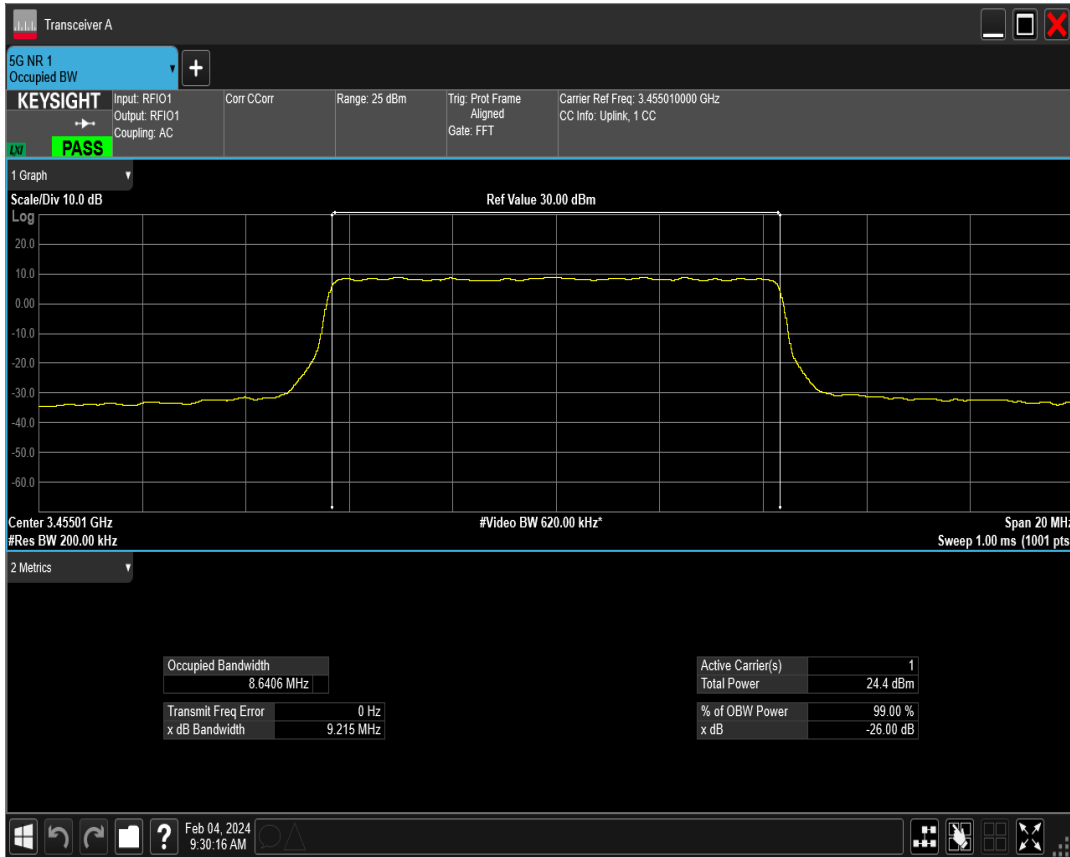 Transceiver A
5G NR 1
Occupied BW
+
KEYSIGHT
LXI
PASS
Input: RFIO1
Output: RFIO1
Coupling: AC
Corr CCorr
Range: 25 dBm
Trig: Prot Frame
Aligned
Gate: FFT
Carrier Ref Freq: 3.455010000 GHz
CC Info: Uplink, 1 CC
1 Graph
Scale/Div 10.0 dB
Ref Value 30.00 dBm
Log
20.0
10.0
0.00
-10.0
-20.0
-30.0
-40.0
-50.0
-60.0
Center 3.45501 GHz
#Video BW 620.00 kHz*
Span 20 MHz
#Res BW 200.00 kHz
Sweep 1.00 ms (1001 pts
2 Metrics
Occupied Bandwidth
8.6406 MHz
Transmit Freq Error 0 Hz
x dB Bandwidth 9.215 MHz
Active Carrier(s) 1
Total Power 24.4 dBm
% of OBW Power 99.00 %
x dB -26.00 dB
?
Feb 04, 2024
9:30:16 AM